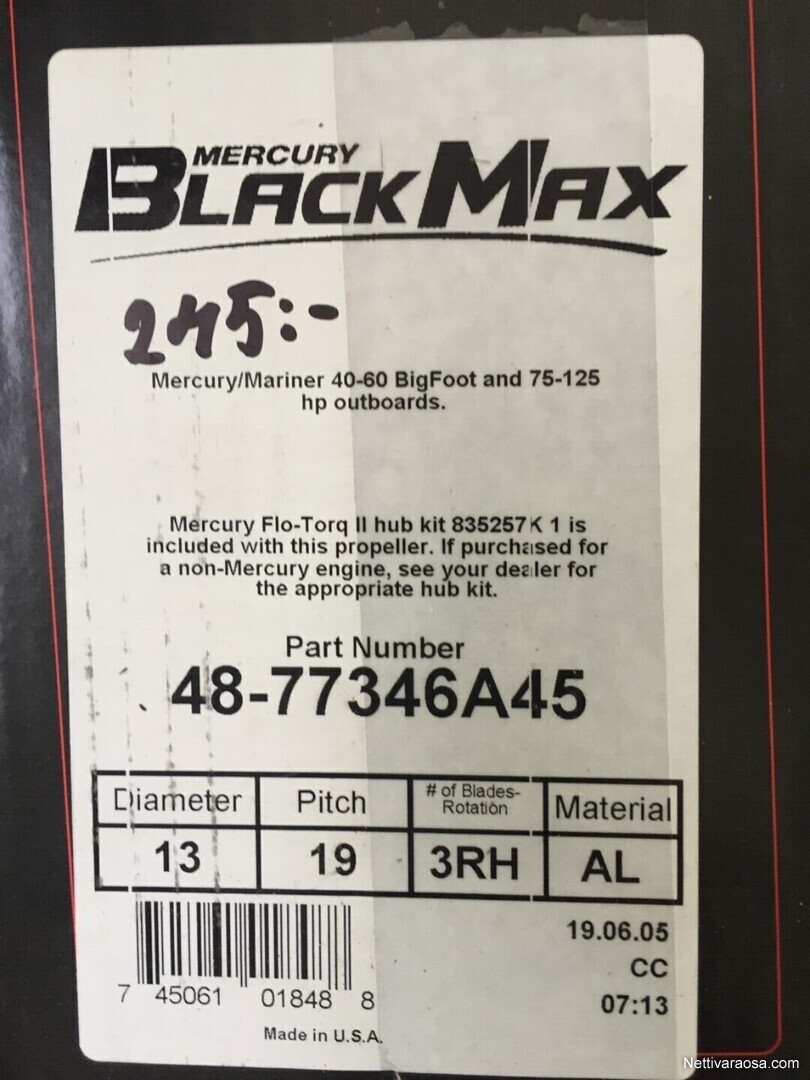 MERCURY
BLACKMAX
245:-
Mercury/Mariner 40-60 BigFoot and 75-125
hp outboards.
Mercury Flo-Torq II hub kit 835257K 1 is
included with this propeller. If purchased for
a non-Mercury engine, see your dealer for
the appropriate hub kit.
Part Number
48-77346A45
Diameter Pitch # of Blades- Material
Rotation
13 19 3RH AL
19.06.05
CC
7 45061 01848 8
07:13
Made in U.S.A.
Nettivaraosa.com